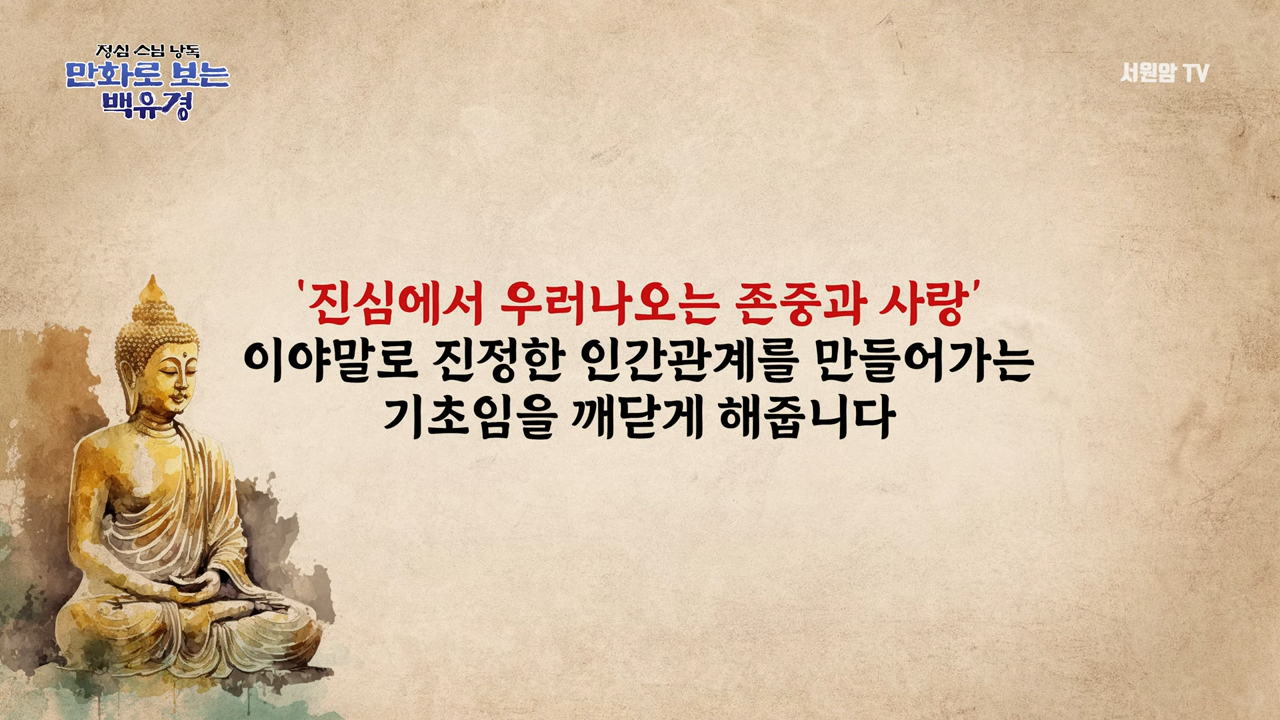 정심 스님 낭독
만화로 보는
백유경
서원암 TV
'진심에서 우러나오는 존중과 사랑'
이야말로 진정한 인간관계를 만들어가는
기초임을 깨닫게 해줍니다